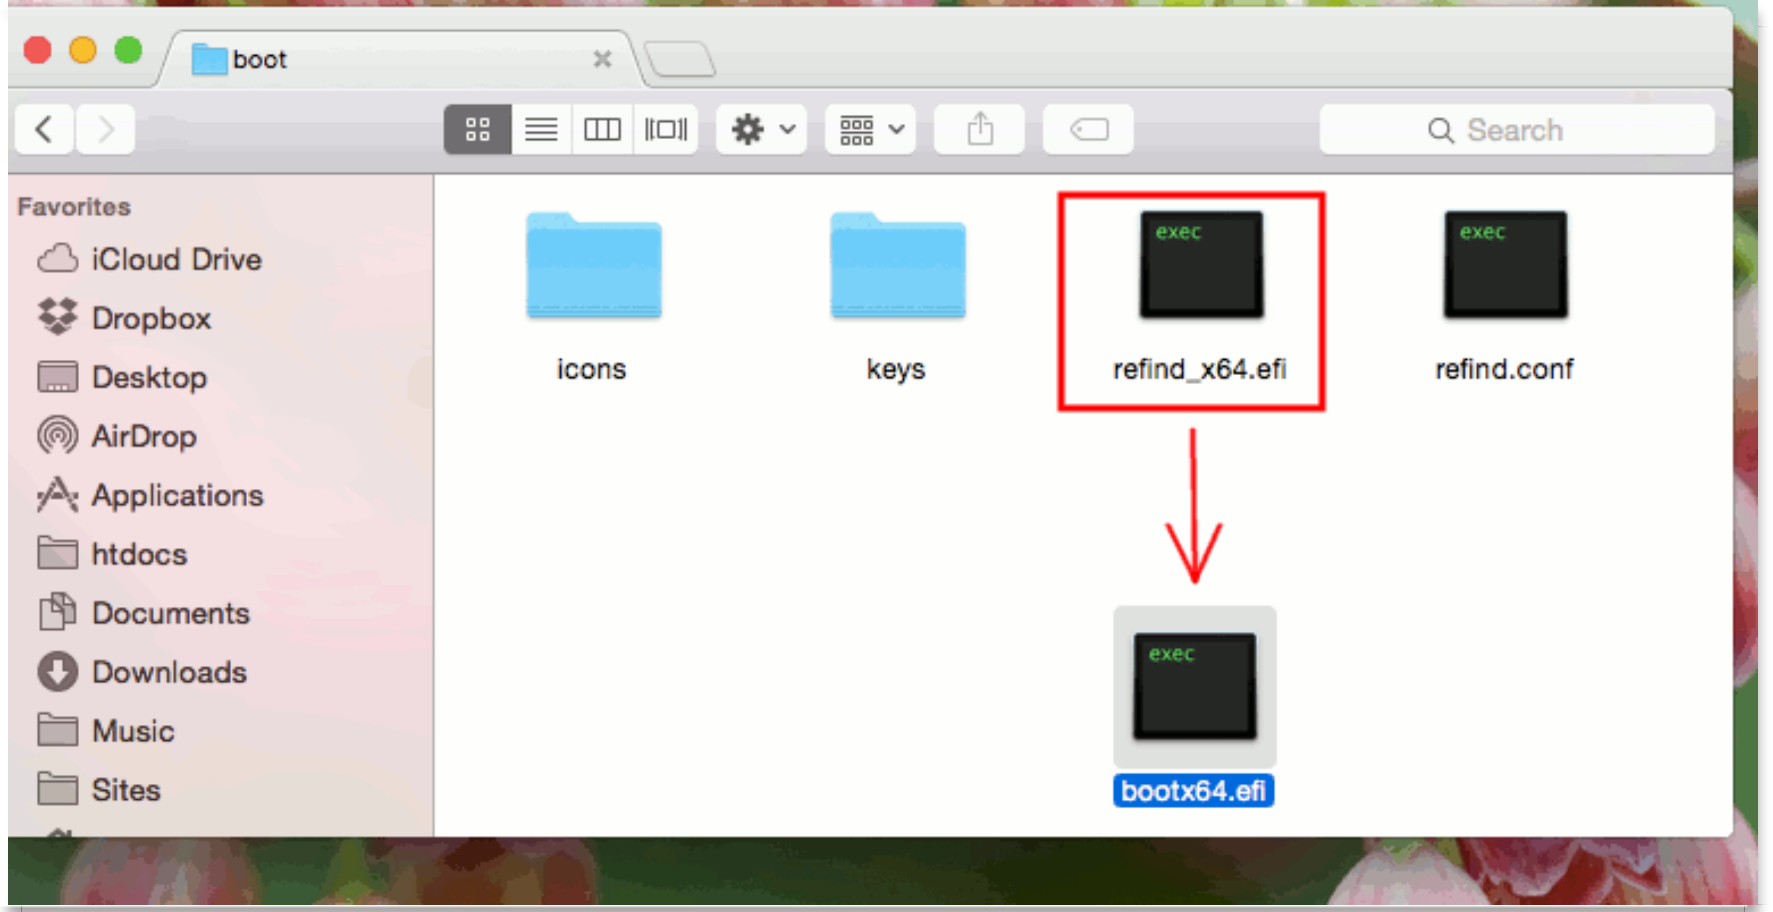 boot
Search
Favorites
iCloud Drive
Dropbox
Desktop
AirDrop
Applications
htdocs
Documents
Downloads
Music
Sites
exec
exec
icons
keys
refind_x64.efi
refind.conf
exec
bootx64.efi